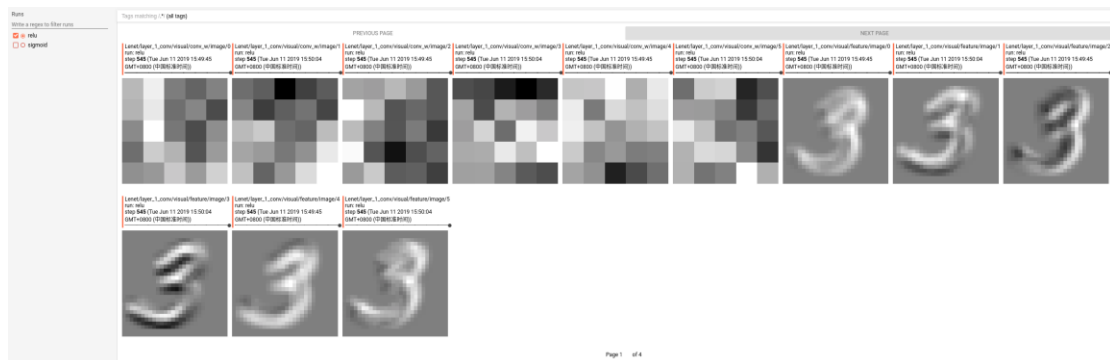 Runs
Write a regex to filter runs
relu
sigmoid
Tags matching /.*/ (all tags)
PREVIOUS PAGE
NEXT PAGE
Lenet/layer_1_conv/visual/conv_w/image/0
run: relu
step 545 (Tue Jun 11 2019 15:49:45
GMT+0800 (中国标准时间))
Lenet/layer_1_conv/visual/conv_w/image/1
run: relu
step 545 (Tue Jun 11 2019 15:50:04
GMT+0800 (中国标准时间))
Lenet/layer_1_conv/visual/conv_w/image/2
run: relu
step 545 (Tue Jun 11 2019 15:49:45
GMT+0800 (中国标准时间))
Lenet/layer_1_conv/visual/conv_w/image/3
run: relu
step 545 (Tue Jun 11 2019 15:50:04
GMT+0800 (中国标准时间))
Lenet/layer_1_conv/visual/conv_w/image/4
run: relu
step 545 (Tue Jun 11 2019 15:49:45
GMT+0800 (中国标准时间))
Lenet/layer_1_conv/visual/conv_w/image/5
run: relu
step 545 (Tue Jun 11 2019 15:50:04
GMT+0800 (中国标准时间))
Lenet/layer_1_conv/visual/feature/image/0
run: relu
step 545 (Tue Jun 11 2019 15:49:45
GMT+0800 (中国标准时间))
Lenet/layer_1_conv/visual/feature/image/1
run: relu
step 545 (Tue Jun 11 2019 15:50:04
GMT+0800 (中国标准时间))
Lenet/layer_1_conv/visual/feature/image/2
run: relu
step 545 (Tue Jun 11 2019 15:49:45
GMT+0800 (中国标准时间))
Lenet/layer_1_conv/visual/feature/image/3
run: relu
step 545 (Tue Jun 11 2019 15:50:04
GMT+0800 (中国标准时间))
Lenet/layer_1_conv/visual/feature/image/4
run: relu
step 545 (Tue Jun 11 2019 15:49:45
GMT+0800 (中国标准时间))
Lenet/layer_1_conv/visual/feature/image/5
run: relu
step 545 (Tue Jun 11 2019 15:50:04
GMT+0800 (中国标准时间))
3
3
3
3
3
3
Page 1 of 4